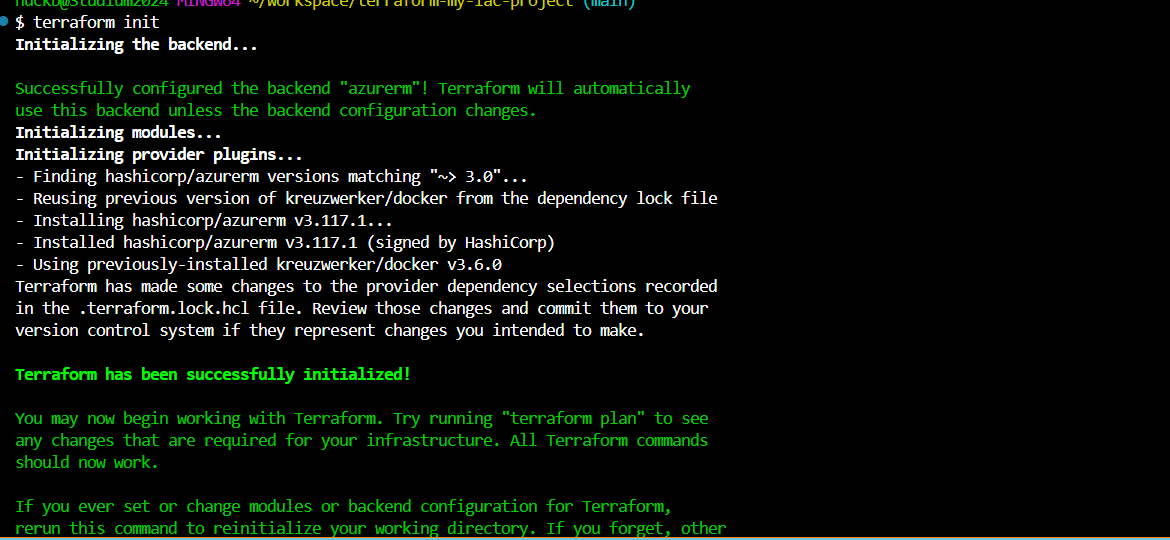 huckb@Studium2024 MINGW64 ~/workspace/terraform-my-iac-project (main)
$ terraform init
Initializing the backend...
Successfully configured the backend "azurerm"! Terraform will automatically
use this backend unless the backend configuration changes.
Initializing modules...
Initializing provider plugins...
- Finding hashicorp/azurerm versions matching "~> 3.0"...
- Reusing previous version of kreuzwerker/docker from the dependency lock file
- Installing hashicorp/azurerm v3.117.1...
- Installed hashicorp/azurerm v3.117.1 (signed by HashiCorp)
- Using previously-installed kreuzwerker/docker v3.6.0
Terraform has made some changes to the provider dependency selections recorded
in the .terraform.lock.hcl file. Review those changes and commit them to your
version control system if they represent changes you intended to make.
Terraform has been successfully initialized!
You may now begin working with Terraform. Try running "terraform plan" to see
any changes that are required for your infrastructure. All Terraform commands
should now work.
If you ever set or change modules or backend configuration for Terraform,
rerun this command to reinitialize your working directory. If you forget, other